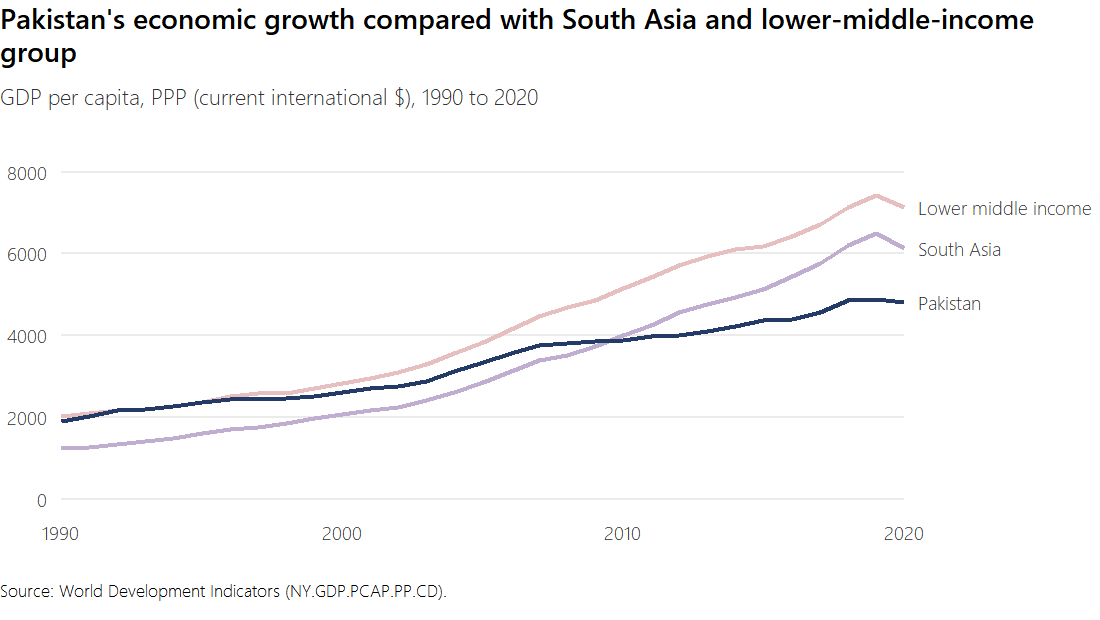 Pakistan's economic growth compared with South Asia and lower-middle-income
group
GDP per capita, PPP (current international $), 1990 to 2020
8000
Lower middle income
6000
South Asia
Pakistan
4000
2000
0
1990 2000 2010 2020
Source: World Development Indicators (NY.GDP.PCAP.PP.CD).